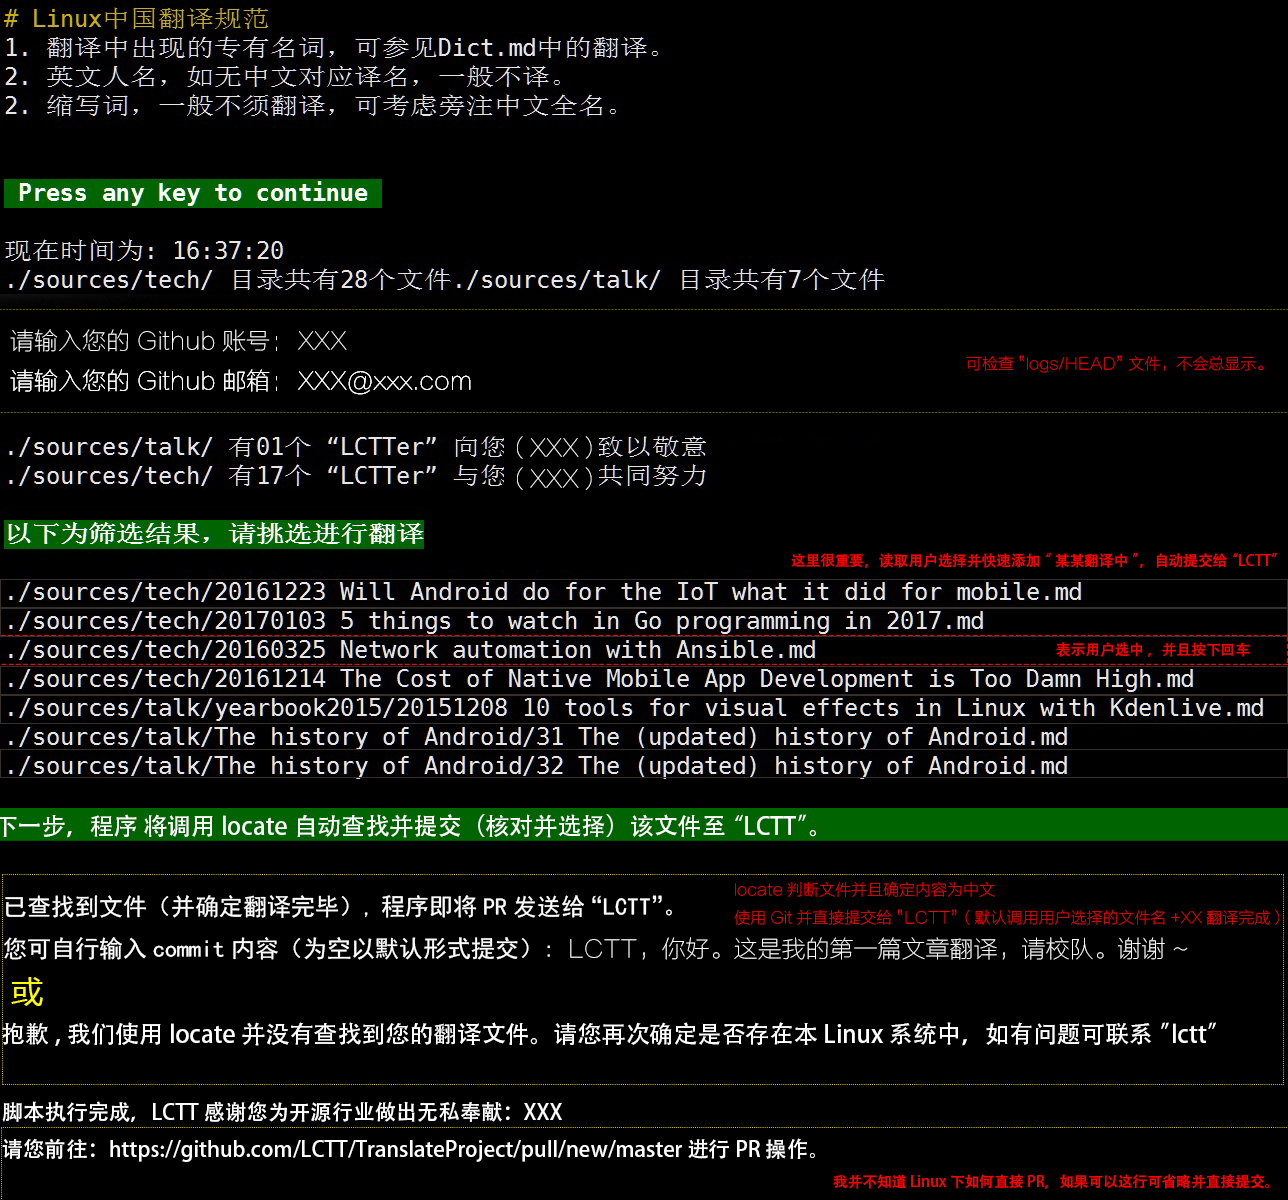 # Linux中国翻译规范
1. 翻译中出现的专有名词，可参见Dict.md中的翻译。
2. 英文人名，如无中文对应译名，一般不译。
2. 缩写词，一般不须翻译，可考虑旁注中文全名。
Press any key to continue
现在时间为: 16:37:20
./sources/tech/ 目录共有28个文件./sources/talk/ 目录共有7个文件
请输入您的 Github 账号： XXX
可检查 "logs/HEAD" 文件，不会总显示。
请输入您的 Github 邮箱： XXX@xxx.com
./sources/talk/ 有01个 “LCTTer” 向您 ( XXX ) 致以敬意
./sources/tech/ 有17个 “LCTTer” 与您 ( XXX ) 共同努力
以下为筛选结果，请挑选进行翻译
这里很重要，读取用户选择并快速添加 “ 某某翻译中 ”，自动提交给 “LCTT”
./sources/tech/20161223 Will Android do for the IoT what it did for mobile.md
./sources/tech/20170103 5 things to watch in Go programming in 2017.md
./sources/tech/20160325 Network automation with Ansible.md 表示用户选中，并且按下回车
./sources/tech/20161214 The Cost of Native Mobile App Development is Too Damn High.md
./sources/talk/yearbook2015/20151208 10 tools for visual effects in Linux with Kdenlive.md
./sources/talk/The history of Android/31 The (updated) history of Android.md
./sources/talk/The history of Android/32 The (updated) history of Android.md
下一步，程序 将调用 locate 自动查找并提交（核对并选择）该文件至 “LCTT”。
locate 判断文件并且确定内容为中文
已查找到文件（并确定翻译完毕），程序即将 PR 发送给 “LCTT”。
使用 Git 并直接提交给 "LCTT" ( 默认调用用户选择的文件名 +XX 翻译完成 )
您可自行输入 commit 内容（为空以默认形式提交）： LCTT，你好。这是我的第一篇文章翻译，请校队。谢谢 ~
或
抱歉 , 我们使用 locate 并没有查找到您的翻译文件。请您再次确定是否存在本 Linux 系统中，如有问题可联系 ”lctt”
脚本执行完成，LCTT 感谢您为开源行业做出无私奉献：XXX
请您前往：https://github.com/LCTT/TranslateProject/pull/new/master 进行 PR 操作。
我并不知道 Linux 下如何直接 PR，如果可以这行可省略并直接提交。